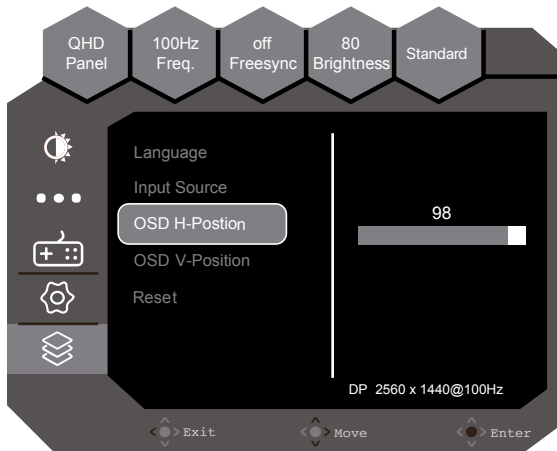 QHD
Panel
100Hz
Freq.
off
Freesync
80
Brightness
Standard
Language
Input Source
OSD H-Postion
OSD V-Position
Reset
98
DP 2560 x 1440@100Hz
Exit
Move
Enter